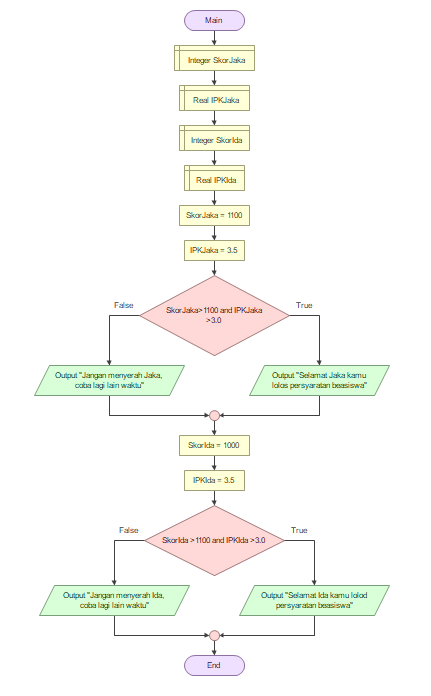 Main
Integer SkorJaka
Real IPKJaka
Integer SkorIda
Real IPKIda
SkorJaka = 1100
IPKJaka = 3.5
SkorJaka>1100 and IPKJaka
>3.0
False
True
Output "Jangan menyerah Jaka,
coba lagi lain waktu"
Output "Selamat Jaka kamu
lolos persyaratan beasiswa"
SkorIda = 1000
IPKIda = 3.5
SkorIda >1100 and IPKIda >3.0
False
True
Output "Jangan menyerah Ida,
coba lagi lain waktu"
Output "Selamat Ida kamu lolod
persyaratan beasiswa"
End